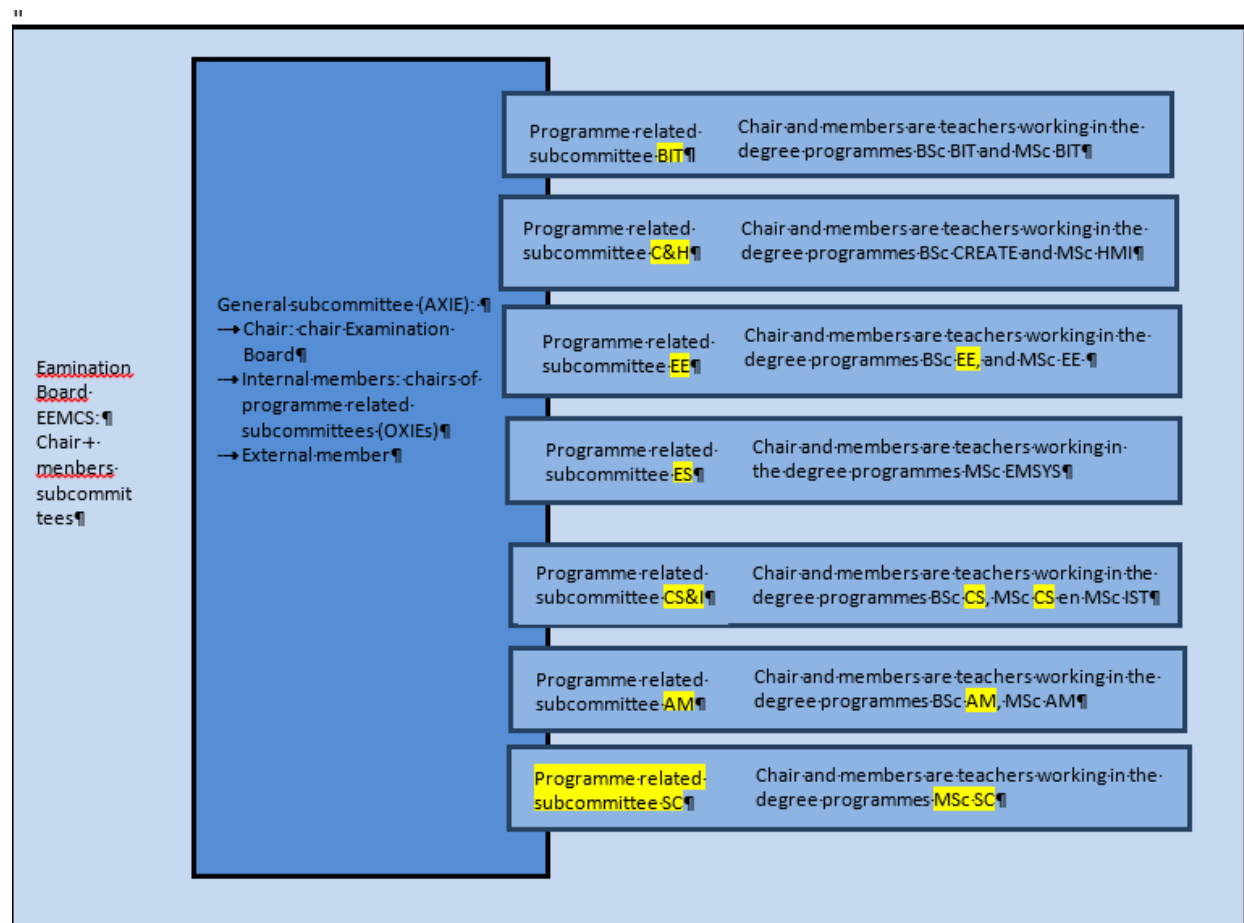 "
Eamination
Board·
EEMCS:¶
Chair+·
menbers·
subcommit
tees¶
General·subcommittee·(AXIE):·¶
→Chair:·chair·Examination·
Board¶
→Internal·members:·chairs·of·
programme·related·
subcommittees·(OXIEs)¶
→External·member¶
Programme·related·
subcommittee·BIT¶
Chair·and·members·are·teachers·working·in·the·
degree·programmes·BSc·BIT·and·MSc·BIT¶
Programme·related·
subcommittee·C&H¶
Chair·and·members·are·teachers·working·in·the·
degree·programmes·BSc·CREATE·and·MSc·HMI¶
Programme·related·
subcommittee·EE¶
Chair·and·members·are·teachers·working·in·the·
degree·programmes·BSc·EE,·and·MSc·EE·¶
Programme·related·
subcommittee·ES¶
Chair·and·members·are·teachers·working·in·
the·degree·programmes·MSc·EMSYS¶
Programme·related·
subcommittee·CS&I¶
Chair·and·members·are·teachers·working·in·the·
degree·programmes·BSc·CS,·MSc·CS·en·MSc·IST¶
Programme·related·
subcommittee·AM¶
Chair·and·members·are·teachers·working·in·the·
degree·programmes·BSc·AM,·MSc·AM¶
Programme·related·
subcommittee·SC¶
Chair·and·members·are·teachers·working·in·the·
degree·programmes·MSc·SC¶